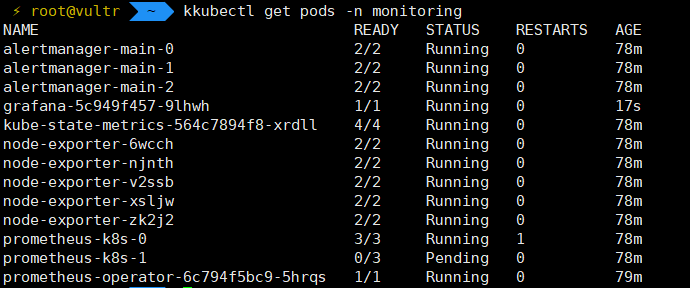 ⚡ root@vultr ~ kkubectl get pods -n monitoring
NAME READY STATUS RESTARTS AGE
alertmanager-main-0 2/2 Running 0 78m
alertmanager-main-1 2/2 Running 0 78m
alertmanager-main-2 2/2 Running 0 78m
grafana-5c949f457-9lhwh 1/1 Running 0 17s
kube-state-metrics-564c7894f8-xrdll 4/4 Running 0 78m
node-exporter-6wcch 2/2 Running 0 78m
node-exporter-njnth 2/2 Running 0 78m
node-exporter-v2ssb 2/2 Running 0 78m
node-exporter-xsljw 2/2 Running 0 78m
node-exporter-zk2j2 2/2 Running 0 78m
prometheus-k8s-0 3/3 Running 1 78m
prometheus-k8s-1 0/3 Pending 0 78m
prometheus-operator-6c794f5bc9-5hrqs 1/1 Running 0 79m